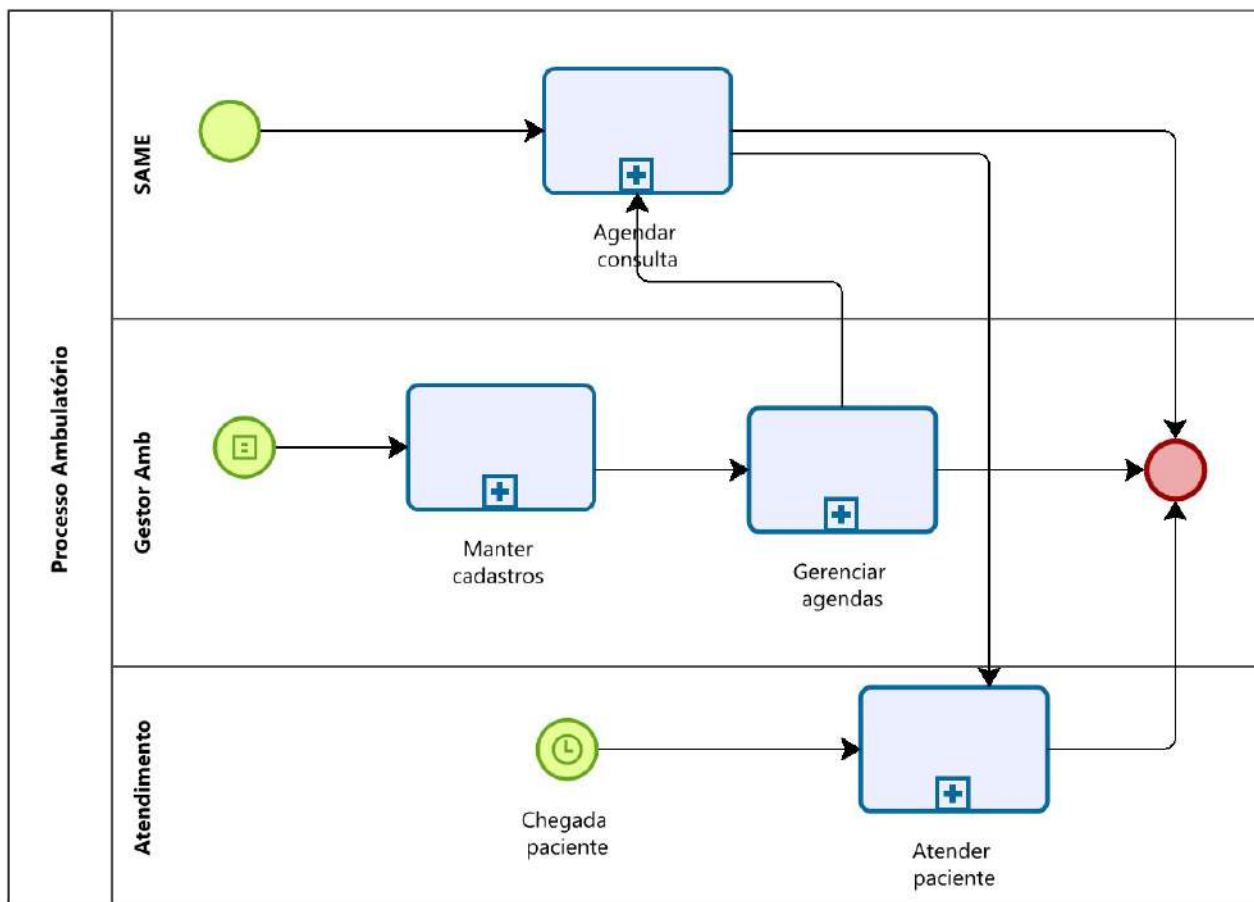 Processo Ambulatório
SAME
Agendar
consulta
Gestor Amb
Manter
cadastros
Gerenciar
agendas
Atendimento
Chegada
paciente
Atender
paciente